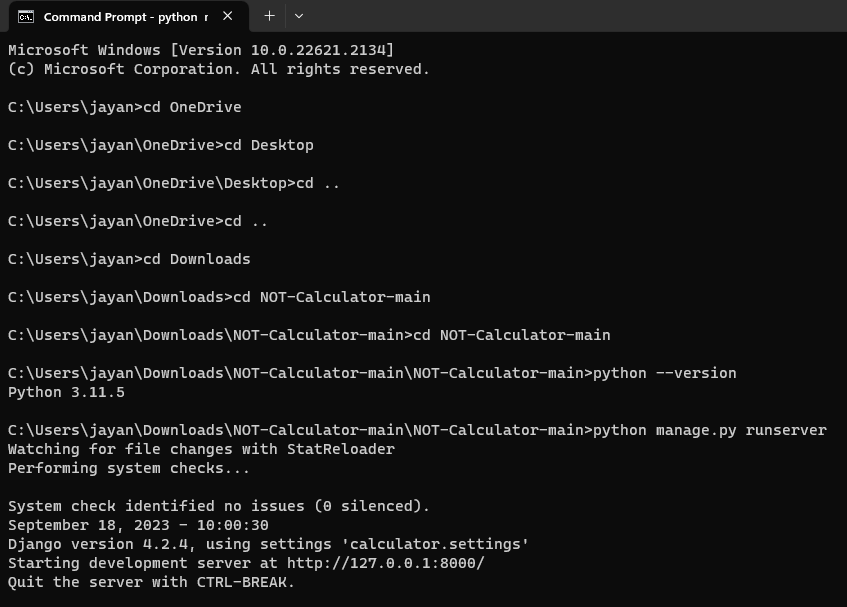 Command Prompt - python r
Microsoft Windows [Version 10.0.22621.2134]
(c) Microsoft Corporation. All rights reserved.
C:\Users\jayan>cd OneDrive
C:\Users\jayan\OneDrive>cd Desktop
C:\Users\jayan\OneDrive\Desktop>cd ..
C:\Users\jayan\OneDrive>cd ..
C:\Users\jayan>cd Downloads
C:\Users\jayan\Downloads>cd NOT-Calculator-main
C:\Users\jayan\Downloads\NOT-Calculator-main>cd NOT-Calculator-main
C:\Users\jayan\Downloads\NOT-Calculator-main\NOT-Calculator-main>python --version
Python 3.11.5
C:\Users\jayan\Downloads\NOT-Calculator-main\NOT-Calculator-main>python manage.py runserver
Watching for file changes with StatReloader
Performing system checks...
System check identified no issues (0 silenced).
September 18, 2023 - 10:00:30
Django version 4.2.4, using settings 'calculator.settings'
Starting development server at http://127.0.0.1:8000/
Quit the server with CTRL-BREAK.